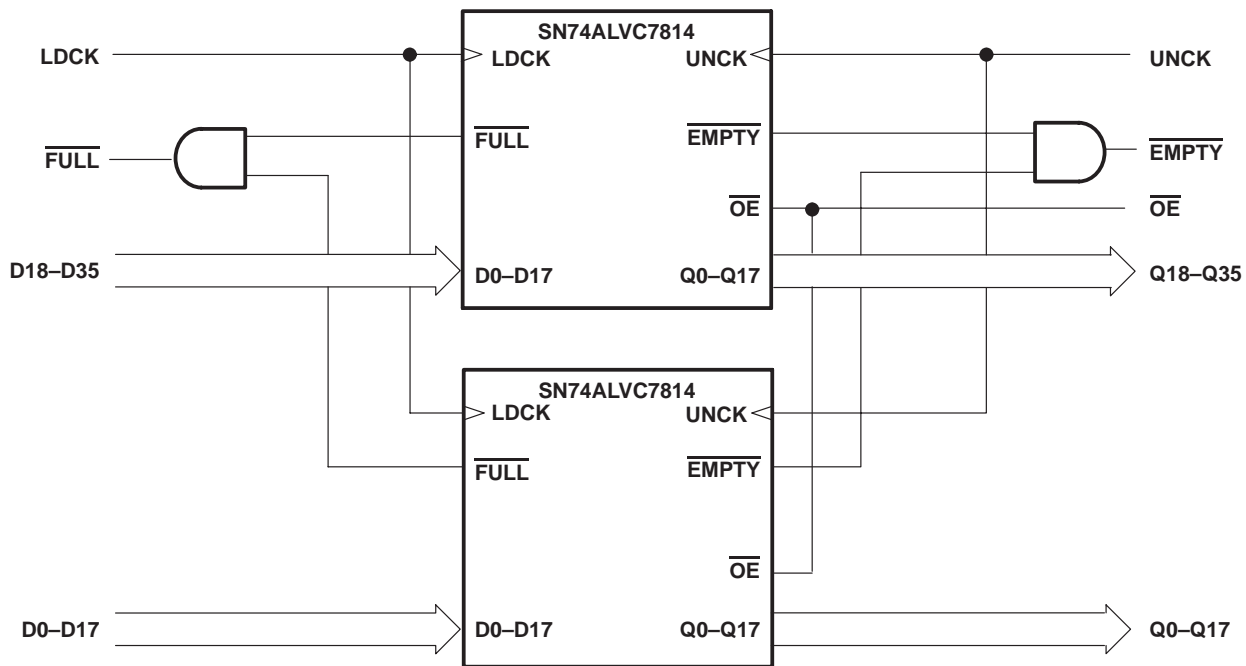 SN74ALVC7814
LDCK
LDCK
UNCK
UNCK
FULL
FULL
EMPTY
EMPTY
OE
OE
D18–D35
D0–D17
Q0–Q17
Q18–Q35
SN74ALVC7814
LDCK
UNCK
FULL
EMPTY
OE
D0–D17
D0–D17
Q0–Q17
Q0–Q17